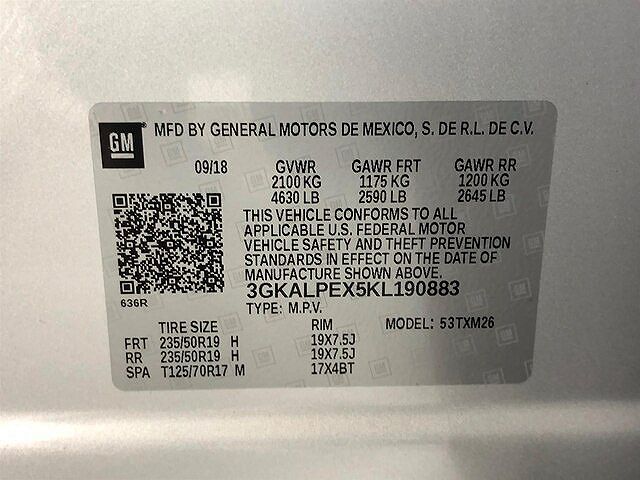 GM
MFD BY GENERAL MOTORS DE MEXICO, S. DE R.L. DE C.V.
09/18 GVWR GAWR FRT GAWR RR
2100 KG 1175 KG 1200 KG
4630 LB 2590 LB 2645 LB
THIS VEHICLE CONFORMS TO ALL
APPLICABLE U.S. FEDERAL MOTOR
VEHICLE SAFETY AND THEFT PREVENTION
STANDARDS IN EFFECT ON THE DATE OF
MANUFACTURE SHOWN ABOVE.
636R 3GKALPEX5KL190883
TYPE: M.P.V.
TIRE SIZE RIM MODEL: 53TXM26
FRT 235/50R19 H 19X7.5J
RR 235/50R19 H 19X7.5J
SPA T125/70R17 M 17X4BT